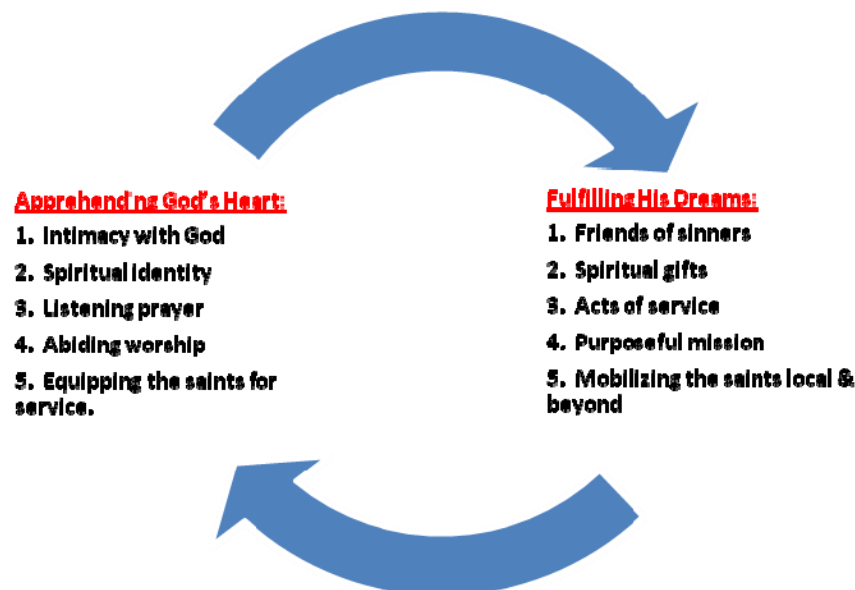 Apprehending God's Heart:
1. Intimacy with God
2. Spiritual identity
3. Listening prayer
4. Abiding worship
5. Equipping the saints for
service.
Fulfilling His Dreams:
1. Friends of sinners
2. Spiritual gifts
3. Acts of service
4. Purposeful mission
5. Mobilizing the saints local &
beyond